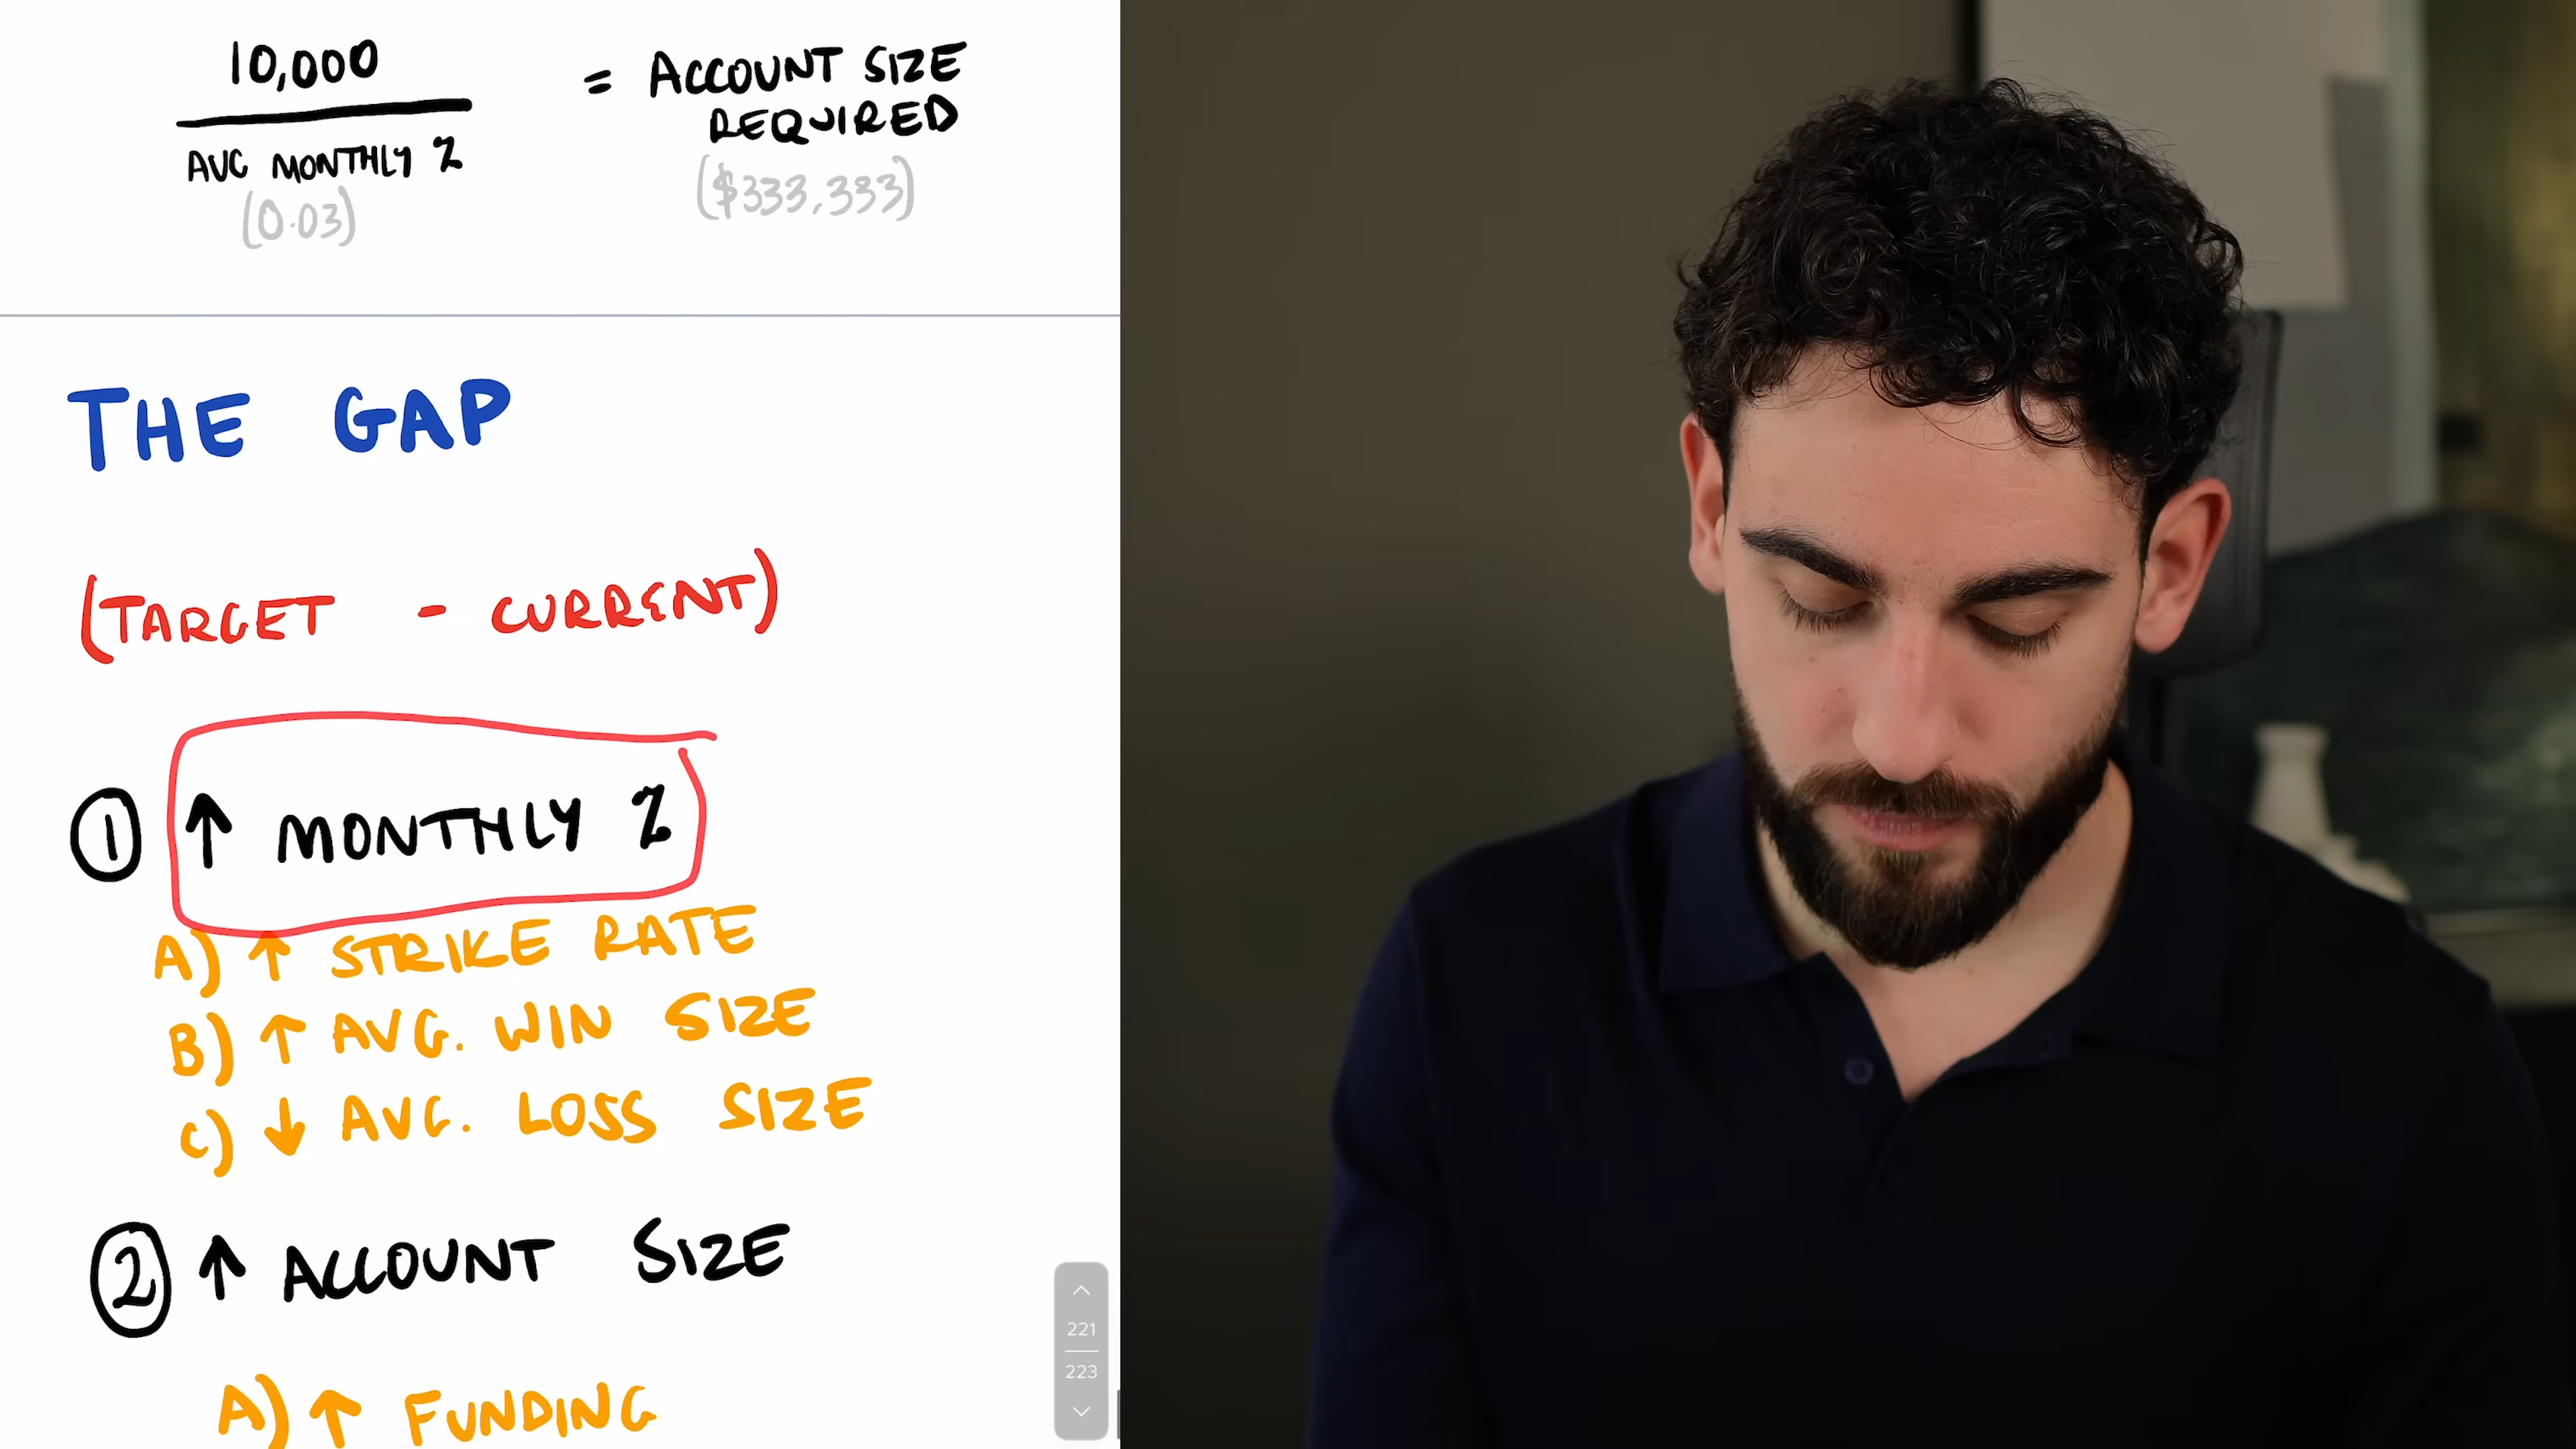 10,000
AVG MONTHLY %
(0.03)
= ACCOUNT SIZE
REQUIRED
($333,333)
THE GAP
(TARGET - CURRENT)
① ↑ MONTHLY %
A) ↑ STRIKE RATE
B) ↑ AVG. WIN SIZE
C) ↓ AVG. LOSS SIZE
② ↑ ACCOUNT SIZE
A) ↑ FUNDING
221
223